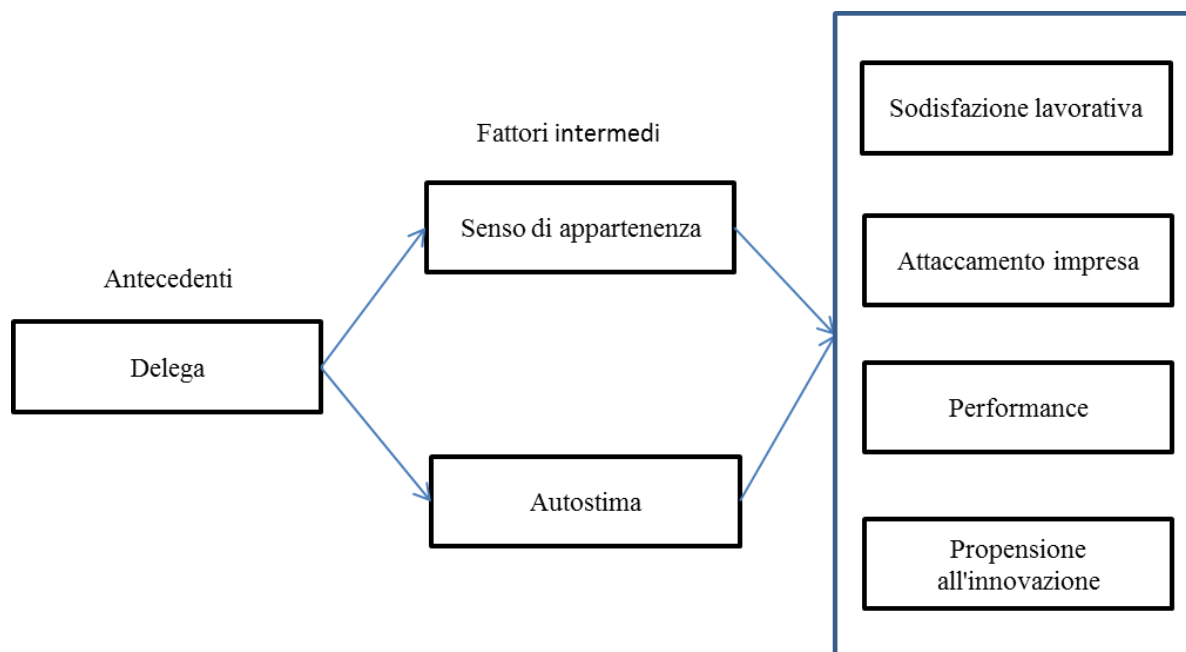 Antecedenti
Delega
Fattori intermedi
Senso di appartenenza
Autostima
Sodisfazione lavorativa
Attaccamento impresa
Performance
Propensione
all'innovazione